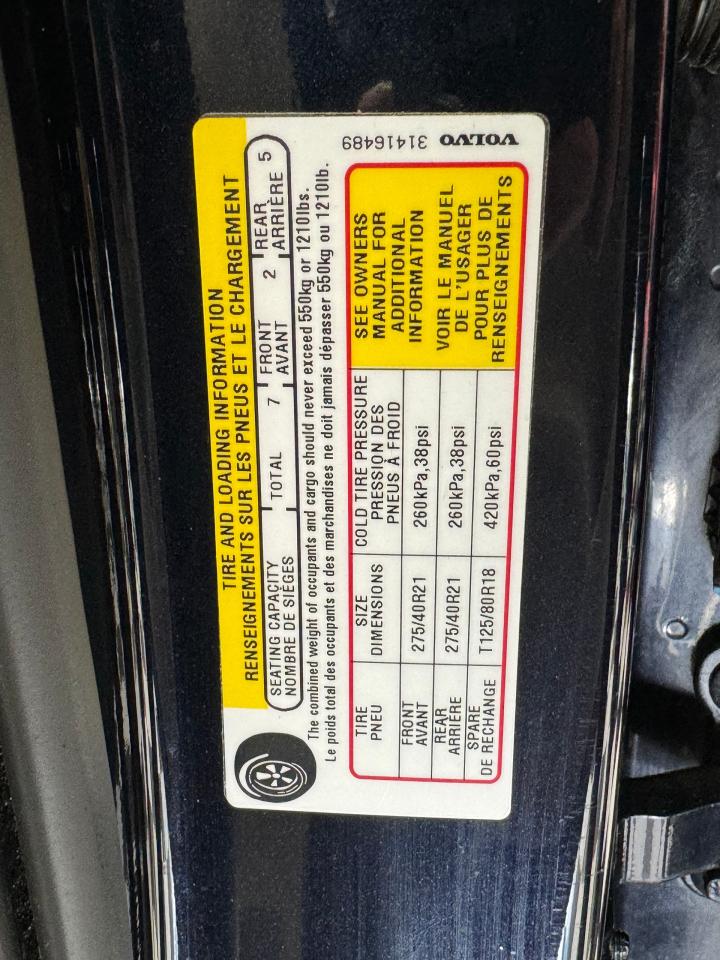 TIRE AND LOADING INFORMATION
RENSEIGNEMENTS SUR LES PNEUS ET LE CHARGEMENT
SEATING CAPACITY TOTAL 7 FRONT 2 REAR 5
NOMBRE DE SIÈGES AVANT ARRIÈRE
The combined weight of occupants and cargo should never exceed 550kg or 1210lbs.
Le poids total des occupants et des marchandises ne doit jamais dépasser 550kg ou 1210lb.
TIRE SIZE COLD TIRE PRESSURE
PNEU DIMENSIONS PRESSION DES
PNEUS À FROIID
FRONT 275/40R21 260kPa,38psi
AVANT
REAR 275/40R21 260kPa,38psi
ARRIERE
SPARE T125/80R18 420kPa,60psi
DE RECHANGE
SEE OWNERS
MANUAL FOR
ADDITIONAL
INFORMATION
VOIR LE MANUEL
DE L'USAGER
POUR PLUS DE
RENSEIGNEMENTS
VOLVO 31416489